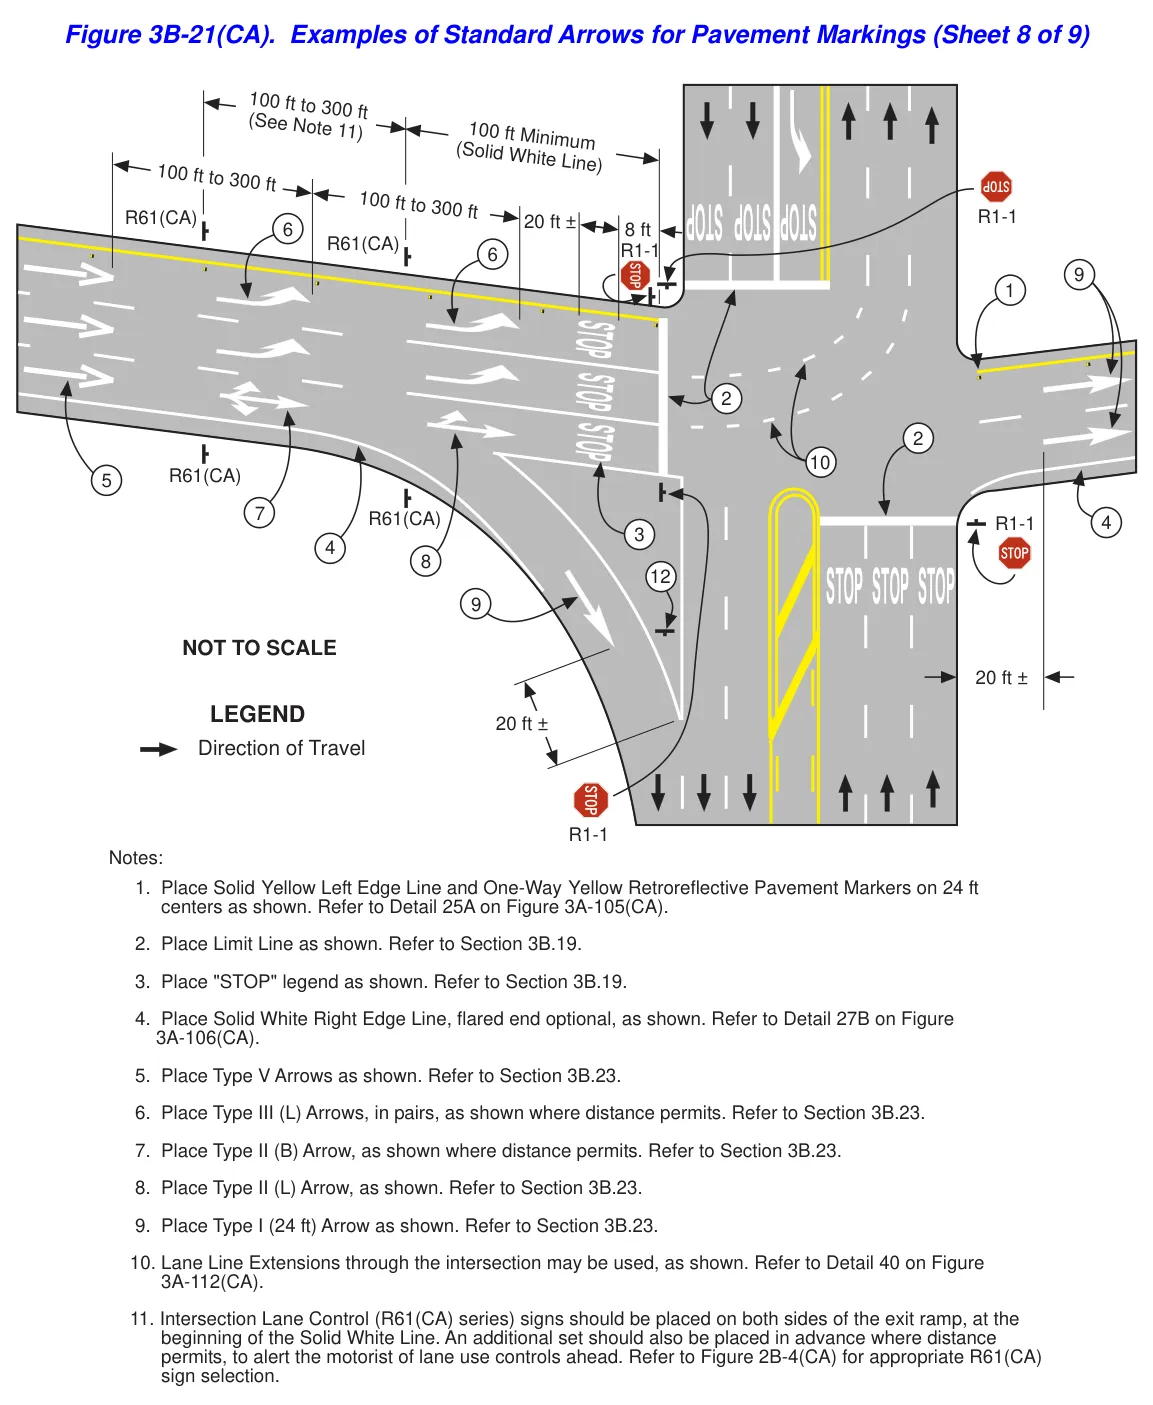 Figure 3B-21(CA).  Examples of Standard Arrows for Pavement Markings (Sheet 8 of 9)
100 ft to 300 ft
(See Note 11)
100 ft Minimum
(Solid White Line)
100 ft to 300 ft
100 ft to 300 ft
20 ft ±
8 ft
R61(CA)
6
R61(CA)
6
R1-1
STOP
STOP
R1-1
STOP
STOP
STOP
1
9
STOP
STOP
STOP
2
10
2
5
R61(CA)
7
4
R61(CA)
8
3
9
12
4
R1-1
STOP
STOP
STOP
STOP
NOT TO SCALE
20 ft ±
LEGEND
Direction of Travel
20 ft ±
STOP
R1-1
Notes:
1. Place Solid Yellow Left Edge Line and One-Way Yellow Retroreflective Pavement Markers on 24 ft
centers as shown. Refer to Detail 25A on Figure 3A-105(CA).
2. Place Limit Line as shown. Refer to Section 3B.19.
3. Place "STOP" legend as shown. Refer to Section 3B.19.
4. Place Solid White Right Edge Line, flared end optional, as shown. Refer to Detail 27B on Figure
3A-106(CA).
5. Place Type V Arrows as shown. Refer to Section 3B.23.
6. Place Type III (L) Arrows, in pairs, as shown where distance permits. Refer to Section 3B.23.
7. Place Type II (B) Arrow, as shown where distance permits. Refer to Section 3B.23.
8. Place Type II (L) Arrow, as shown. Refer to Section 3B.23.
9. Place Type I (24 ft) Arrow as shown. Refer to Section 3B.23.
10. Lane Line Extensions through the intersection may be used, as shown. Refer to Detail 40 on Figure
3A-112(CA).
11. Intersection Lane Control (R61(CA) series) signs should be placed on both sides of the exit ramp, at the
beginning of the Solid White Line. An additional set should also be placed in advance where distance
permits, to alert the motorist of lane use controls ahead. Refer to Figure 2B-4(CA) for appropriate R61(CA)
sign selection.